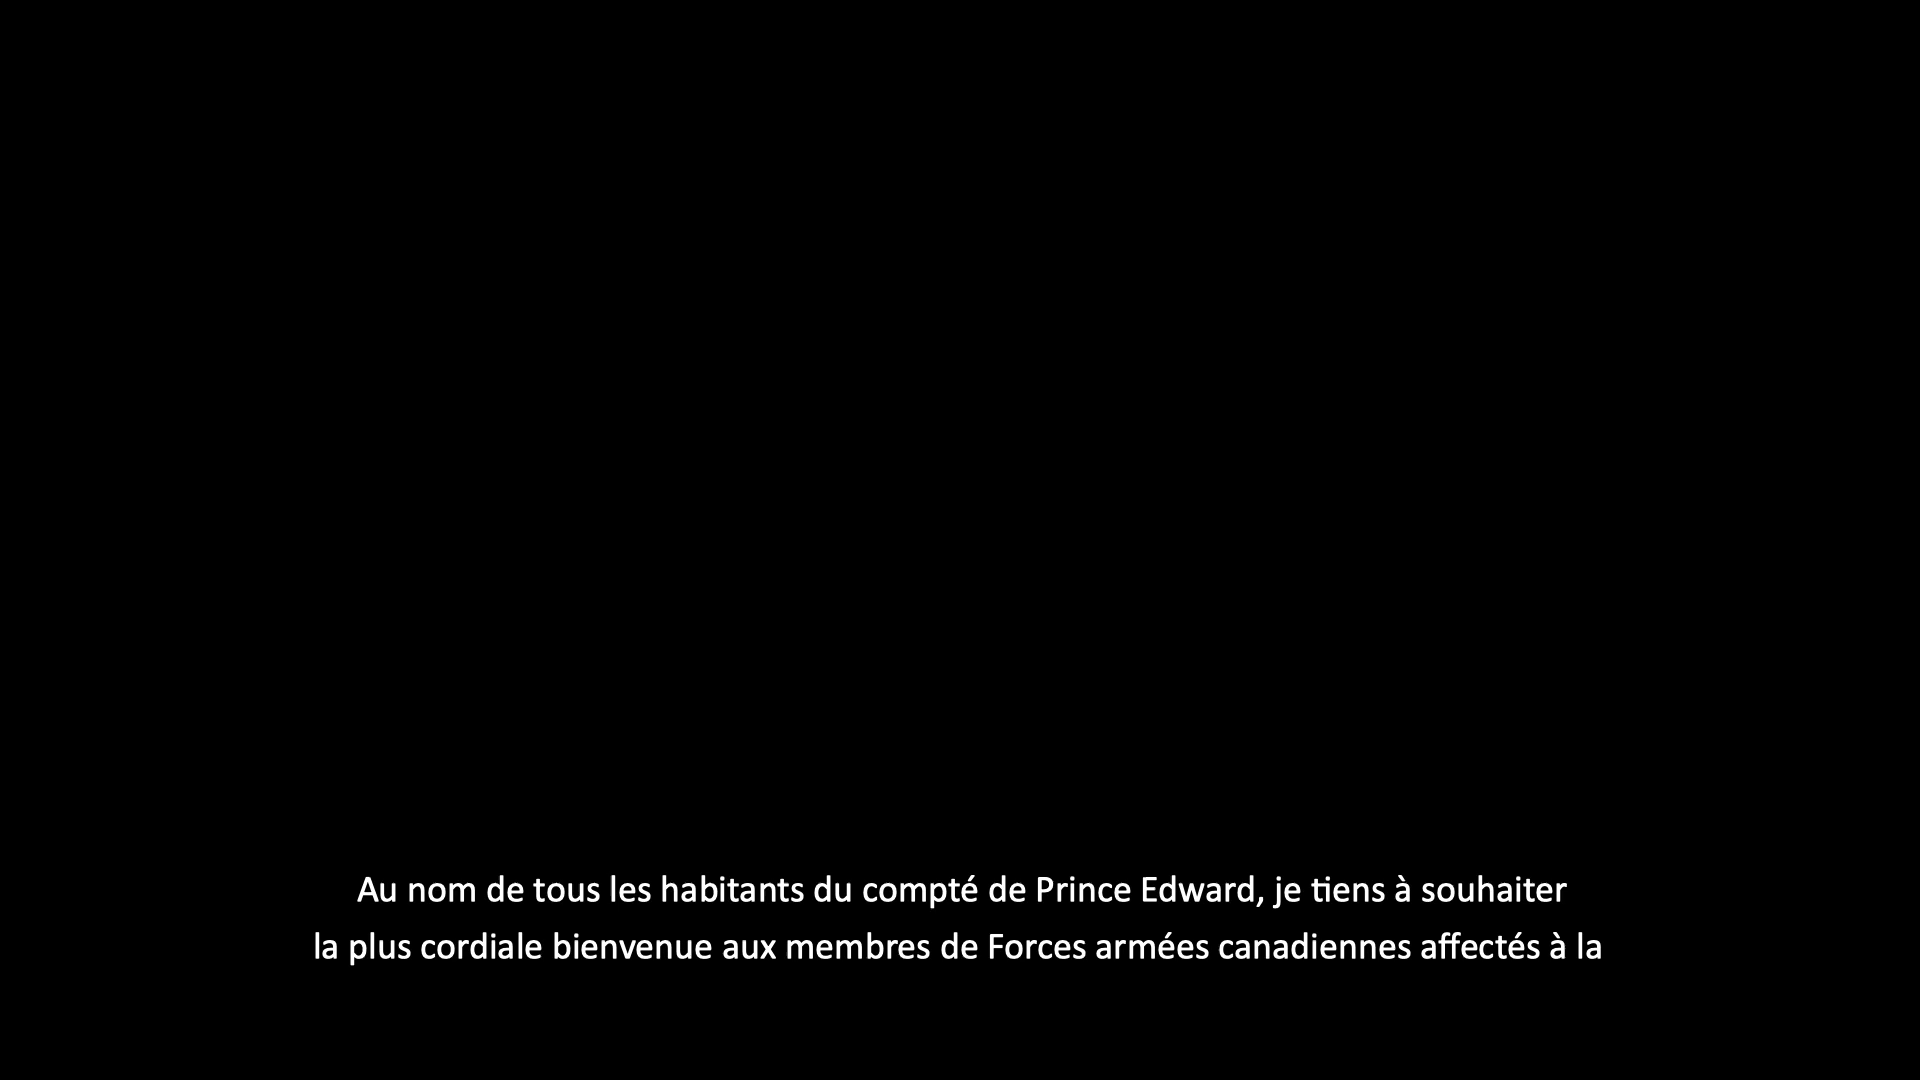 Au nom de tous les habitants du compté de Prince Edward, je tiens à souhaiter
la plus cordiale bienvenue aux membres de Forces armées canadiennes affectés à la